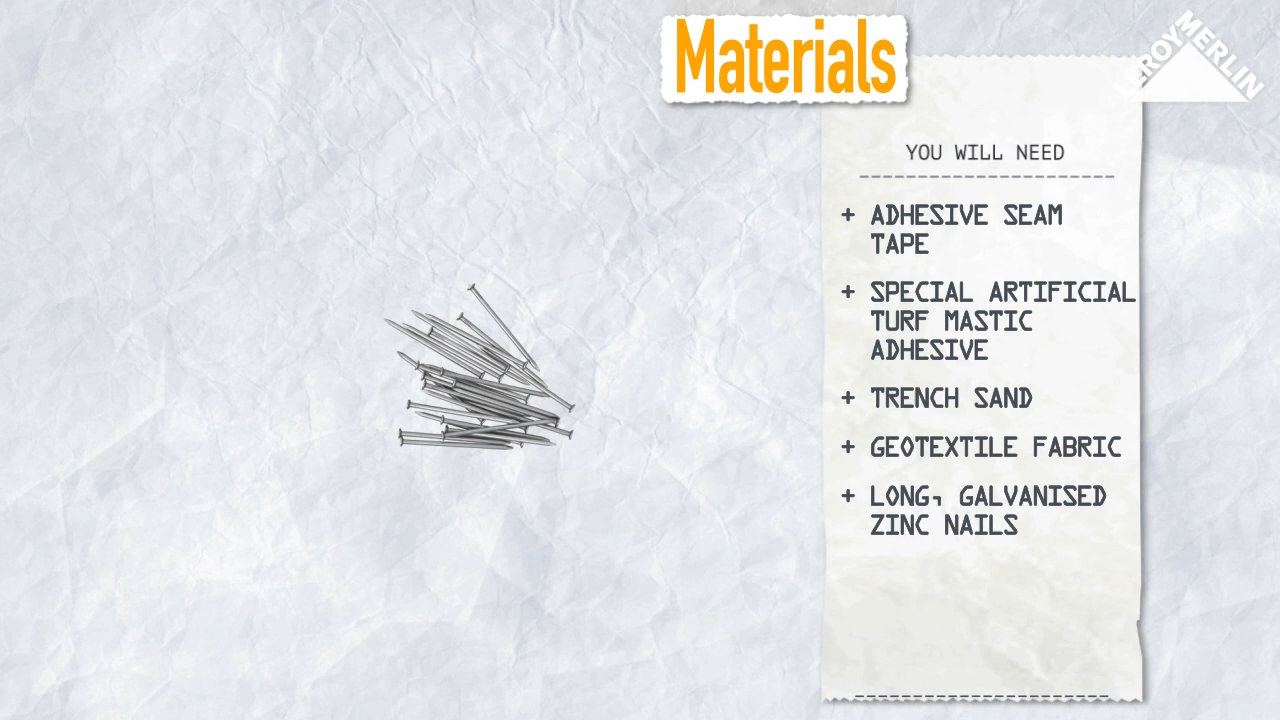 Materials
LEROY MERLIN
YOU WILL NEED
+ ADHESIVE SEAM
TAPE
+ SPECIAL ARTIFICIAL
TURF MASTIC
ADHESIVE
+ TRENCH SAND
+ GEOTEXTILE FABRIC
+ LONG, GALVANISED
ZINC NAILS